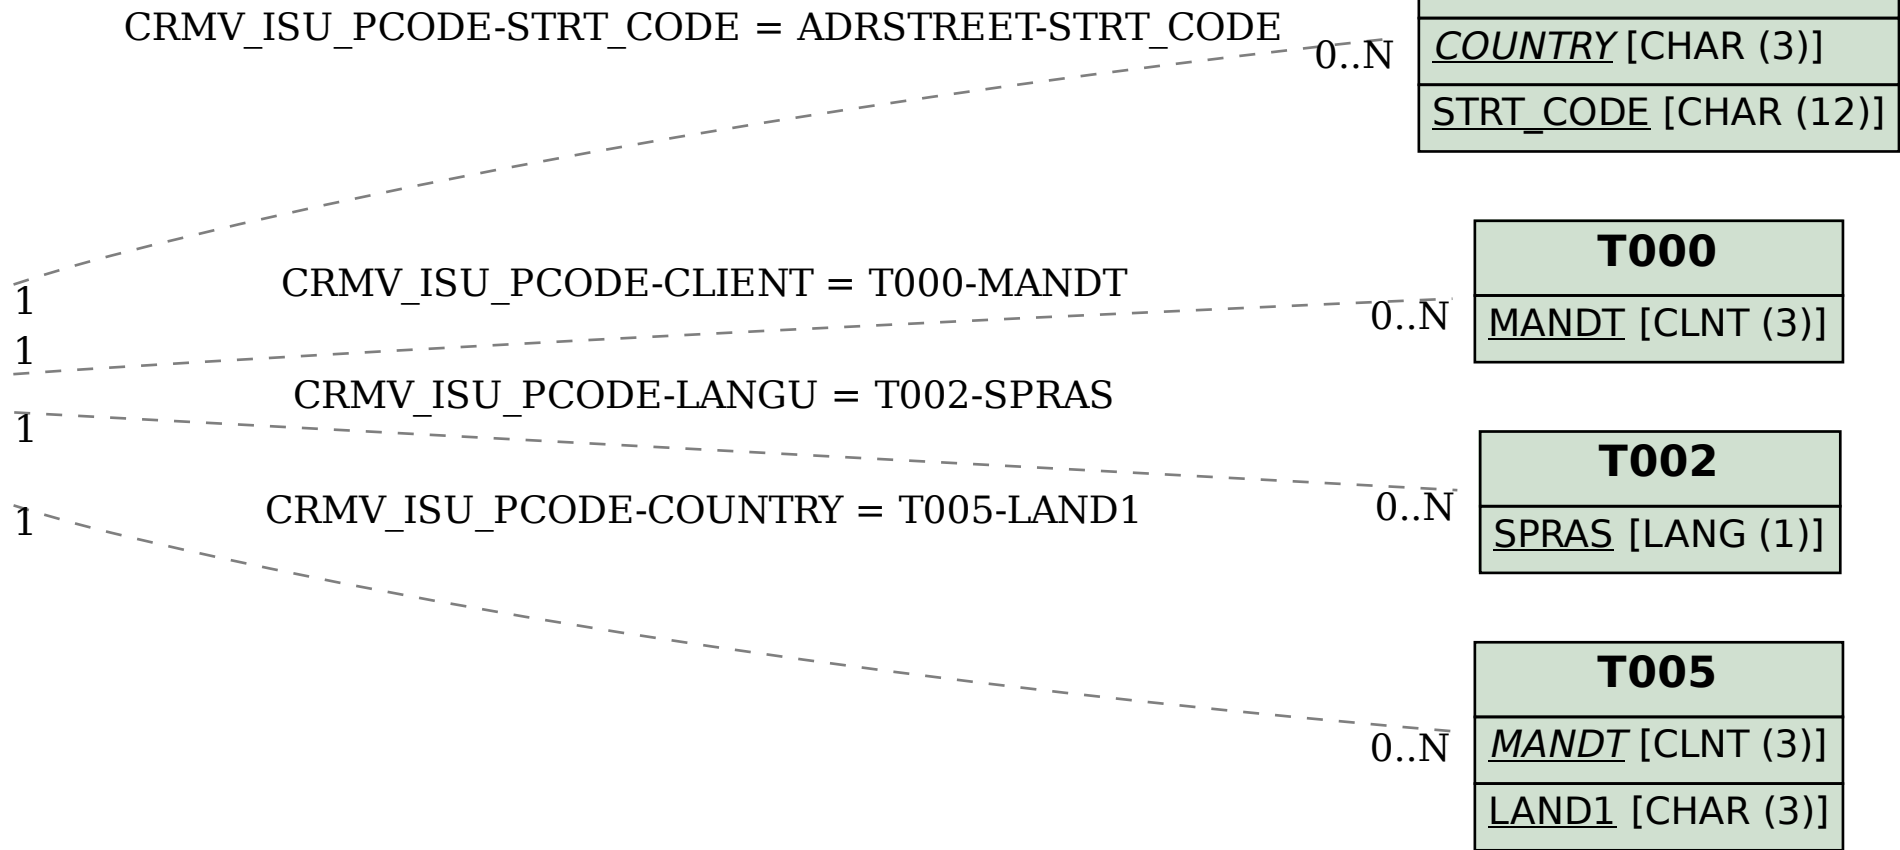 CRMV_ISU_PCODE-STRT_CODE = ADRSTREET-STRT_CODE
0..N
COUNTRY [CHAR (3)]
STRT_CODE [CHAR (12)]
1
CRMV_ISU_PCODE-CLIENT = T000-MANDT
0..N
T000
MANDT [CLNT (3)]
1
CRMV_ISU_PCODE-LANGU = T002-SPRAS
1
0..N
T002
SPRAS [LANG (1)]
CRMV_ISU_PCODE-COUNTRY = T005-LAND1
1
0..N
T005
MANDT [CLNT (3)]
LAND1 [CHAR (3)]